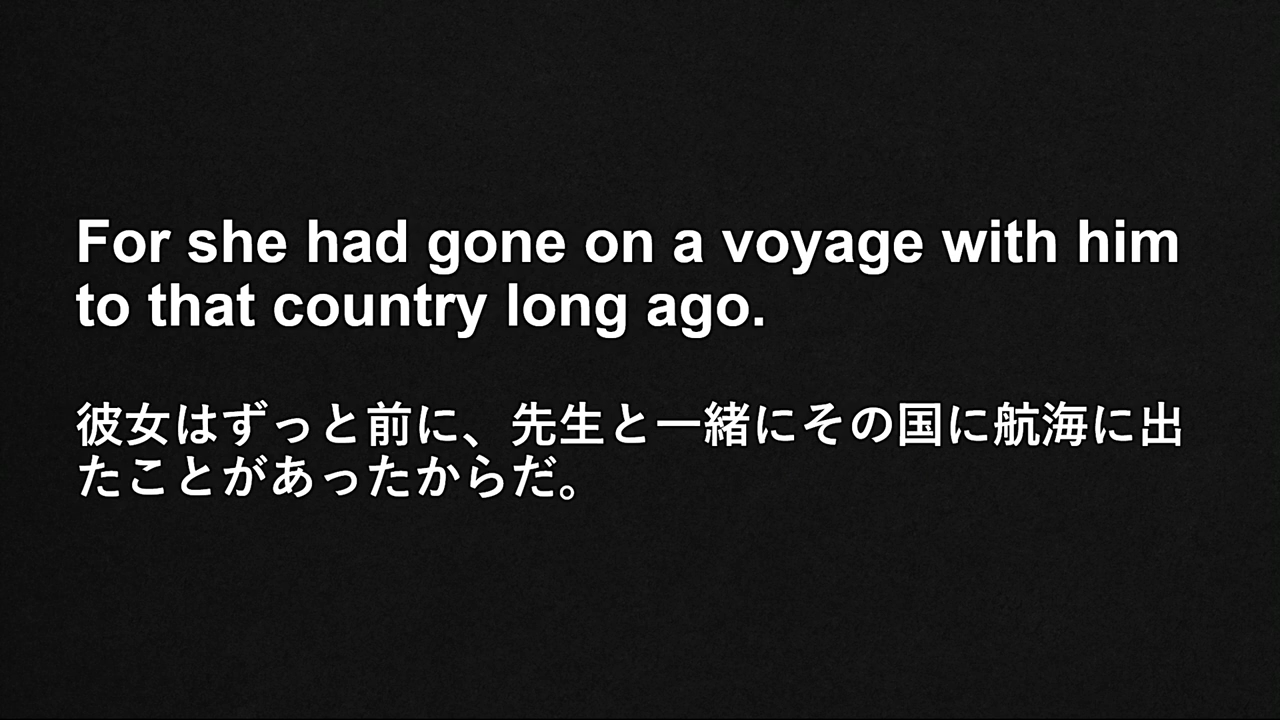 For she had gone on a voyage with him
to that country long ago.
彼女はずっと前に、先生と一緒にその国に航海に出
たことがあったからだ。